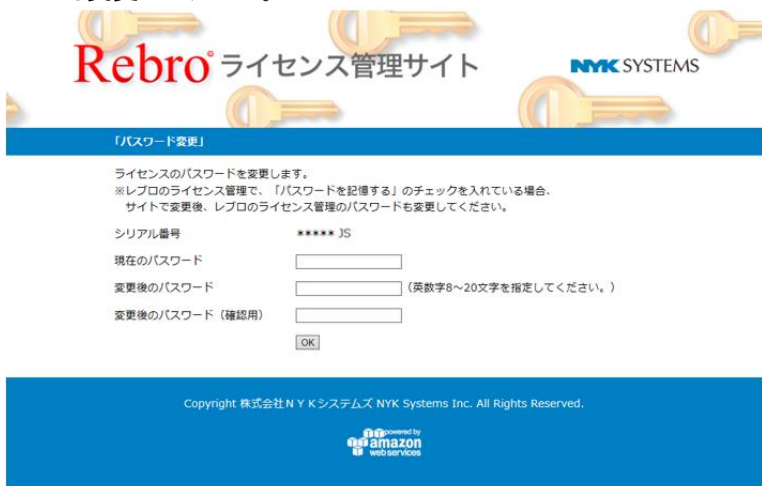 Rebro® ライセンス管理サイト
NYK SYSTEMS
「パスワード変更」
ライセンスのパスワードを変更します。
※レブロのライセンス管理で、「パスワードを記憶する」のチェックを入れている場合、
サイトで変更後、レブロのライセンス管理のパスワードも変更してください。
シリアル番号 ***** JS
現在のパスワード
変更後のパスワード (英数字8～20文字を指定してください。)
変更後のパスワード（確認用）
OK
Copyright 株式会社ＮＹＫシステムズ NYK Systems Inc. All Rights Reserved.
powered by
amazon
web services